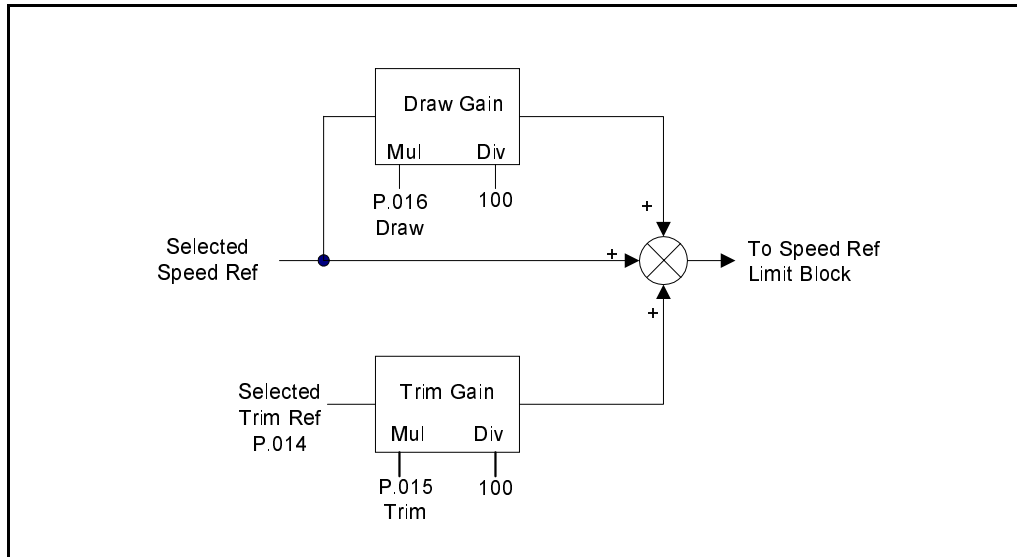 Draw Gain
Mul Div
P.016
Draw
100
+
Selected
Speed Ref
+
To Speed Ref
Limit Block
+
Selected
Trim Ref
P.014
Trim Gain
Mul Div
P.015
Trim
100